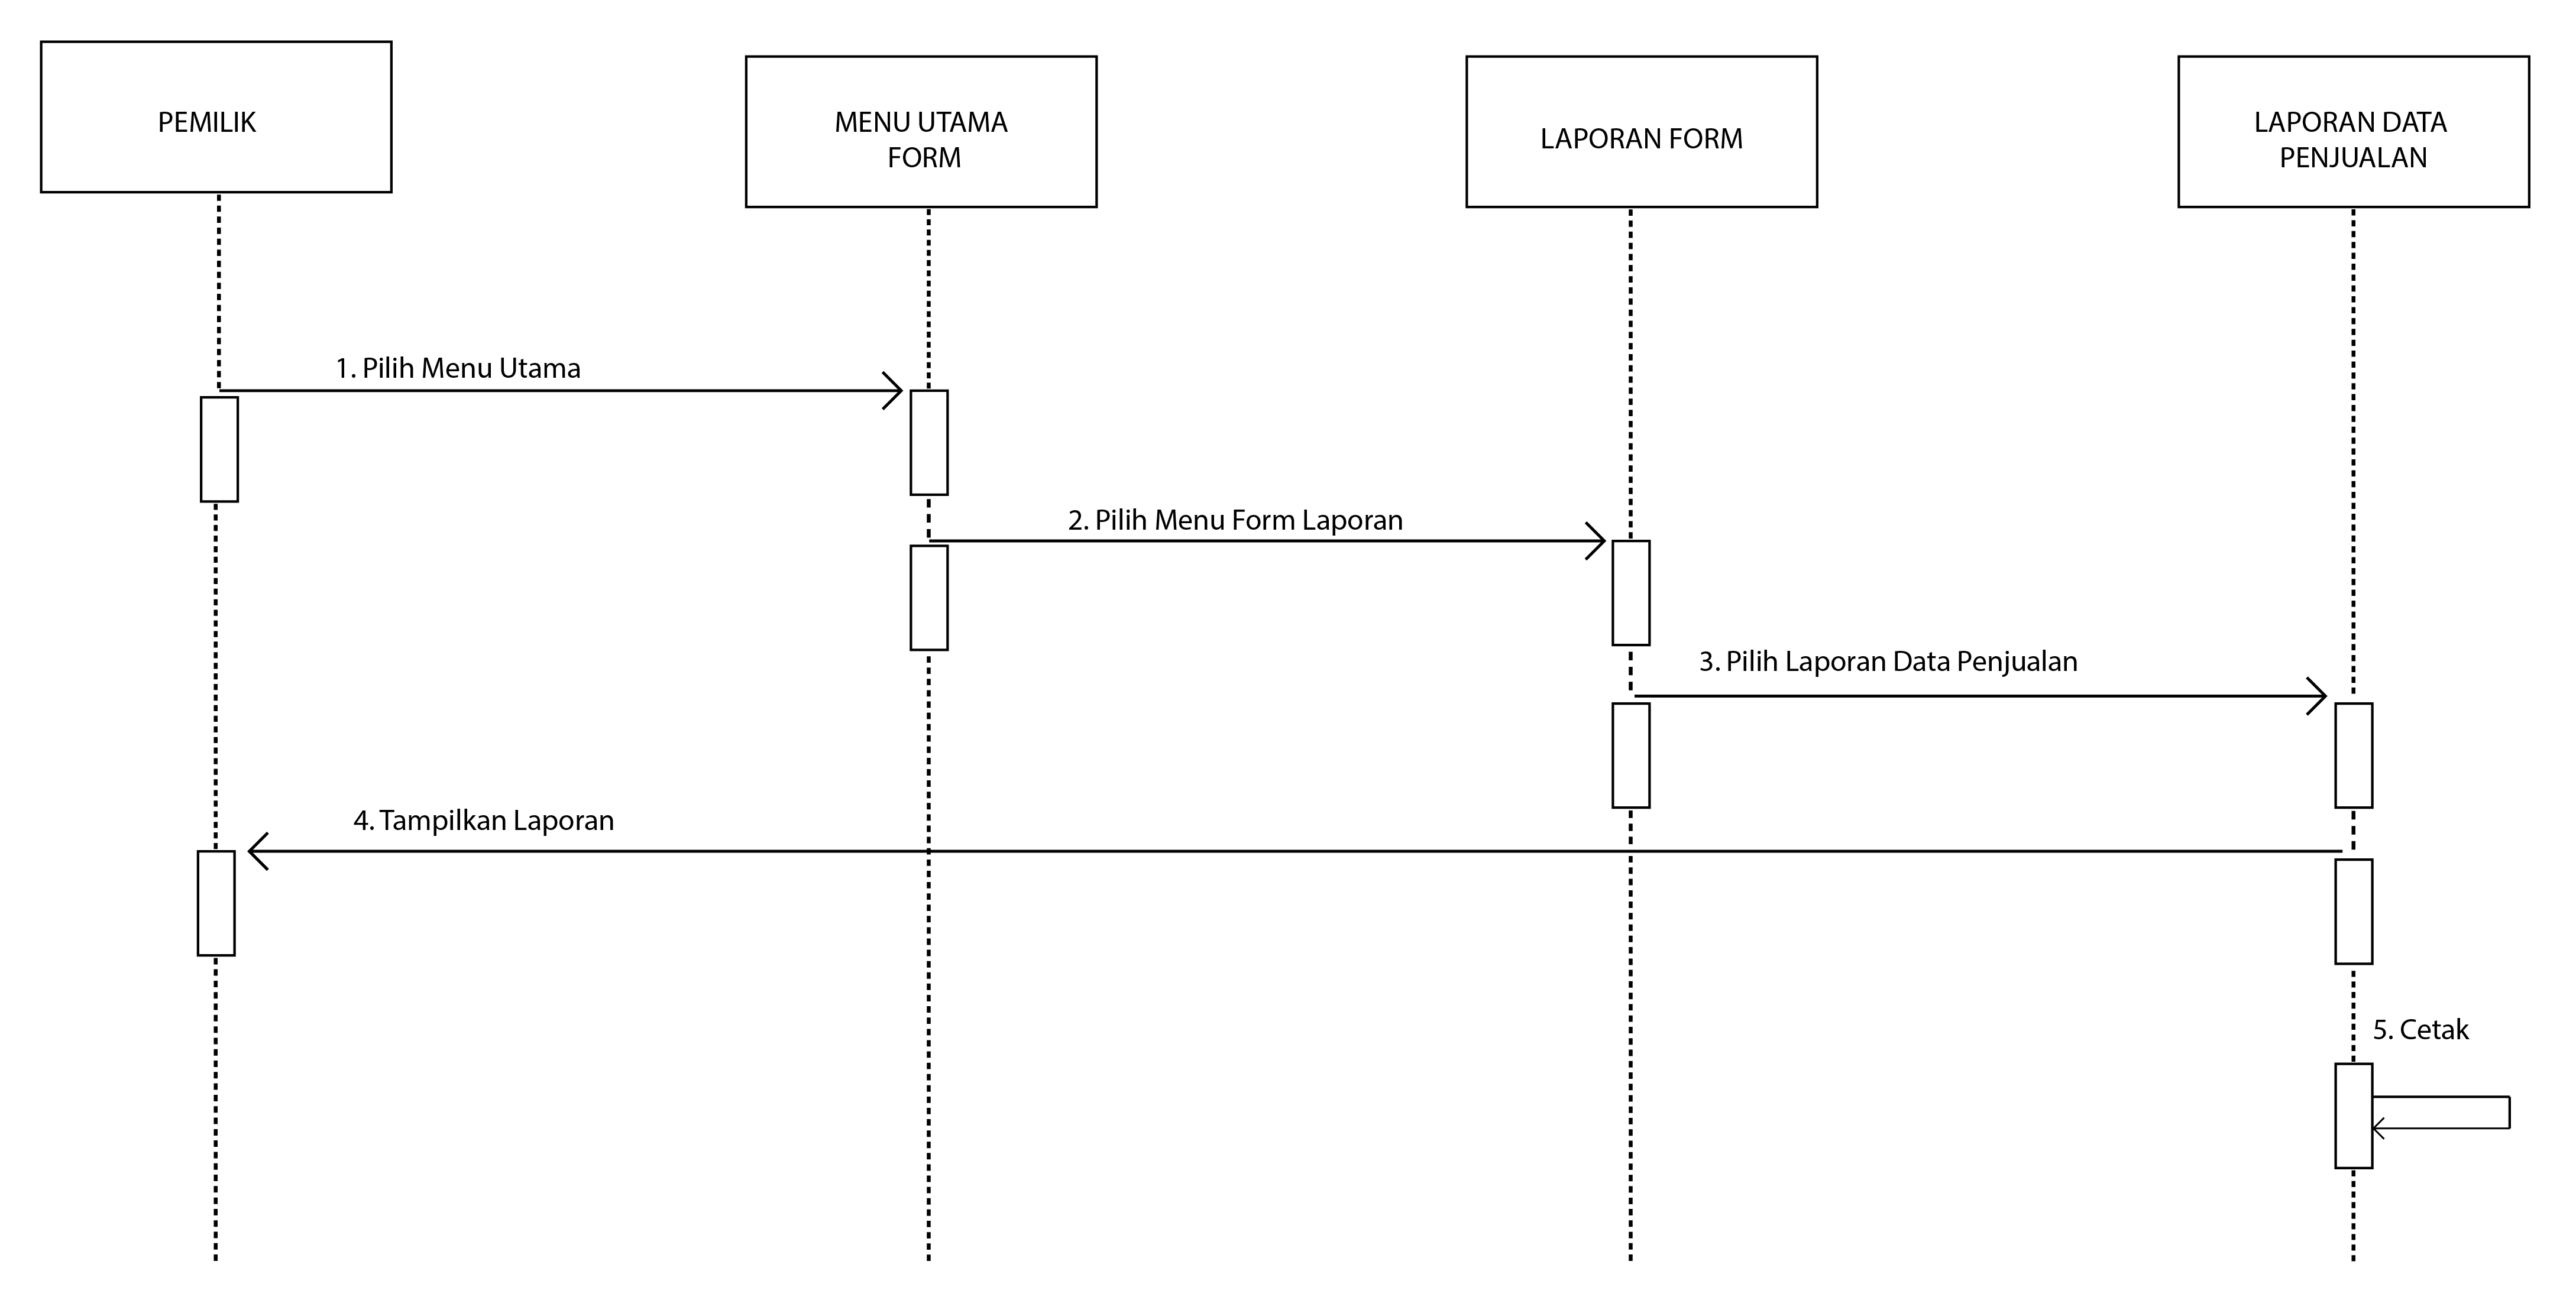 PEMILIK
MENU UTAMA
FORM
LAPORAN FORM
LAPORAN DATA
PENJUALAN
1. Pilih Menu Utama
2. Pilih Menu Form Laporan
3. Pilih Laporan Data Penjualan
4. Tampilkan Laporan
5. Cetak